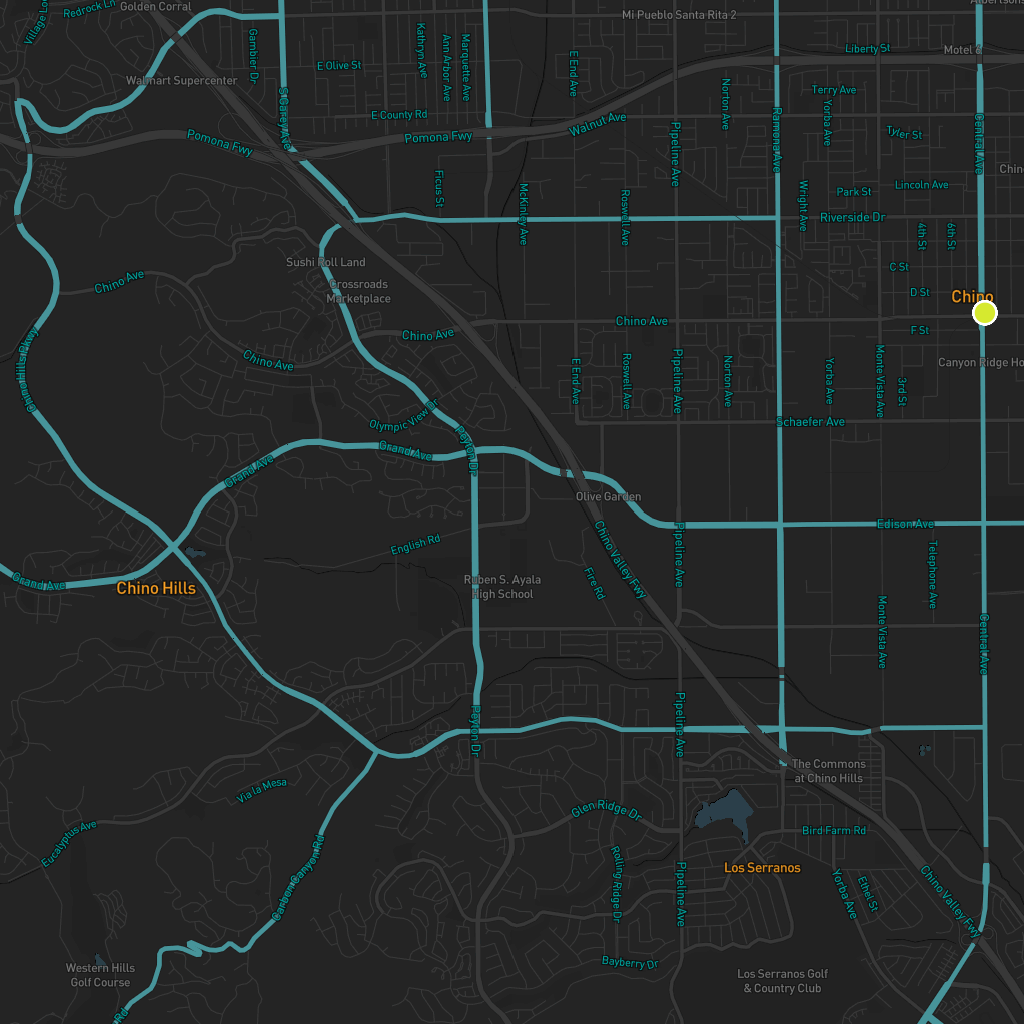 Golden Corral
Redrock Ln
Village Loo
Mi Pueblo Santa Rita 2
Albertsons
Gambier Dr
Kathryn Ave
Ann Arbor Ave
Marquette Ave
E End Ave
Liberty St
Motel 6
E Olive St
Walmart Supercenter
S Garey Ave
Norton Ave
Terry Ave
Yorba Ave
E County Rd
Pomona Fwy
Pomona Fwy
Walnut Ave
Pipeline Ave
Ramona Ave
Tyler St
Central Ave
Chino
Ficus St
McKinley Ave
Roswell Ave
Wright Ave
Park St
Lincoln Ave
Riverside Dr
4th St
6th St
Sushi Roll Land
C St
Chino Ave
Crossroads
Marketplace
D St
Chino
Chino Ave
Chino Ave
F St
Chino Hills Pkwy
Chino Ave
E End Ave
Roswell Ave
Pipeline Ave
Norton Ave
Yorba Ave
Monte Vista Ave
3rd St
Canyon Ridge Ho
Olympic View Dr
Schaefer Ave
Peyton Dr
Grand Ave
Grand Ave
Olive Garden
Edison Ave
English Rd
Chino Valley Fwy
Pipeline Ave
Telephone Ave
Grand Ave
Chino Hills
Ruben S. Ayala
High School
Fire Rd
Monte Vista Ave
Central Ave
Peyton Dr
Pipeline Ave
The Commons
at Chino Hills
Via la Mesa
Glen Ridge Dr
Bird Farm Rd
Eucalyptus Ave
Carbon Canyon Rd
Rolling Ridge Dr
Pipeline Ave
Los Serranos
Yorba Ave
Ethel St
Chino Valley Fwy
Western Hills
Golf Course
Bayberry Dr
Los Serranos Golf
& Country Club
Rd